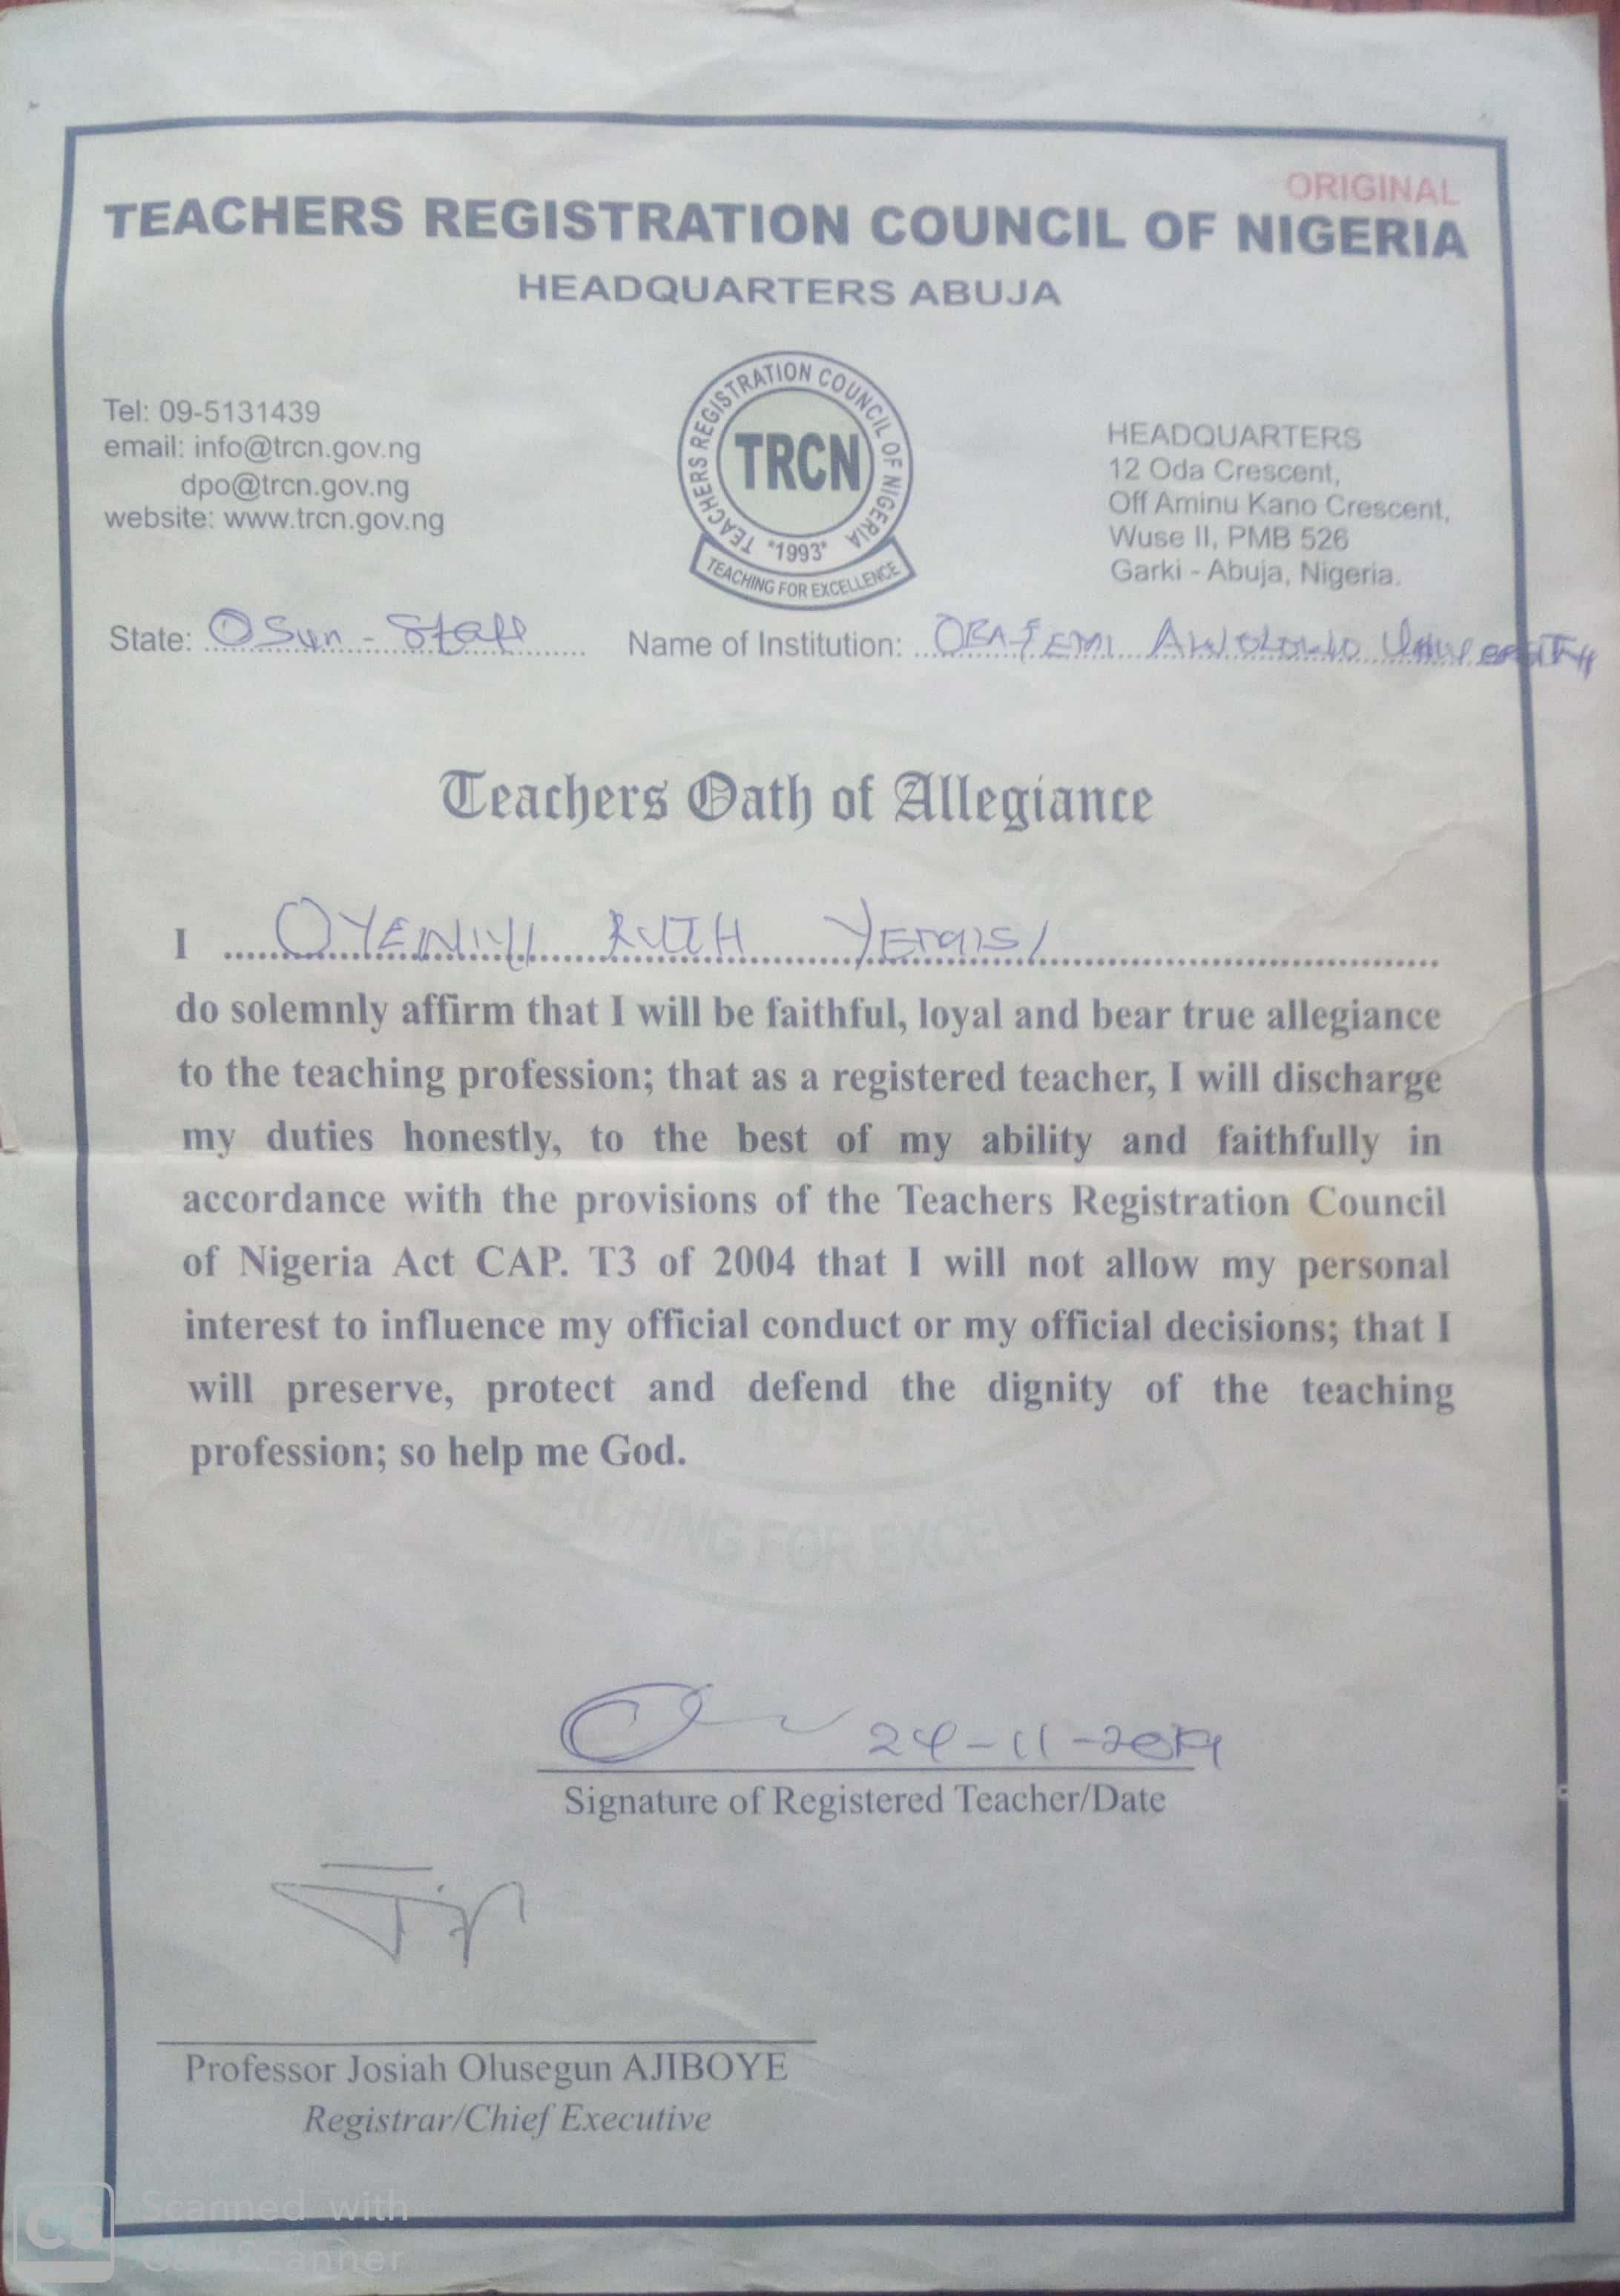 ORIGINAL
TEACHERS REGISTRATION COUNCIL OF NIGERIA
HEADQUARTERS ABUJA
Tel: 09-5131439
email: info@trcn.gov.ng
dpo@trcn.gov.ng
website: www.trcn.gov.ng
TEACHERS REGISTRATION COUNCIL OF NIGERIA
TRCN
*1993*
TEACHING FOR EXCELLENCE
HEADQUARTERS
12 Oda Crescent,
Off Aminu Kano Crescent,
Wuse II, PMB 526
Garki - Abuja, Nigeria.
State: Osun - State Name of Institution: OBAFEMI AWOLOWO UNIVERSITY
Teachers Oath of Allegiance
I OYENIYI RUTH YEMISI
do solemnly affirm that I will be faithful, loyal and bear true allegiance
to the teaching profession; that as a registered teacher, I will discharge
my duties honestly, to the best of my ability and faithfully in
accordance with the provisions of the Teachers Registration Council
of Nigeria Act CAP. T3 of 2004 that I will not allow my personal
interest to influence my official conduct or my official decisions; that I
will preserve, protect and defend the dignity of the teaching
profession; so help me God.
TEACHING FOR EXCELLENCE
24-11-2019
Signature of Registered Teacher/Date
Professor Josiah Olusegun AJIBOYE
Registrar/Chief Executive
CS Scanned with
CamScanner